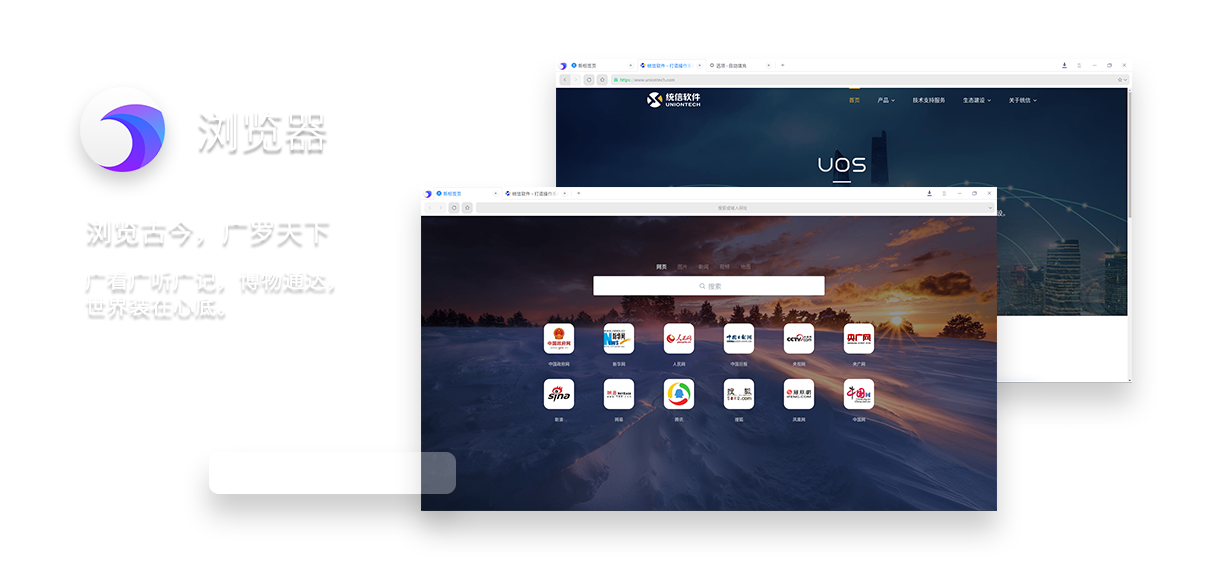 浏览器
浏览古今，广罗天下
广看广听广记，博物通达，
世界装在心底。
新标签页
统信软件 - 打造操作系
选项 - 自动填充
https://www.uniontech.com
统信软件
UNIONTECH
首页
产品
技术支持服务
生态建设
关于统信
UOS
新标签页
统信软件 - 打造操作系
搜索或输入网址
网页
图片
新闻
视频
地图
搜索
中国政府网
新华网
人民网
中国日报
央视网
央广网
sina
搜狐
新浪
网易
腾讯
搜狐
凤凰网
中国网